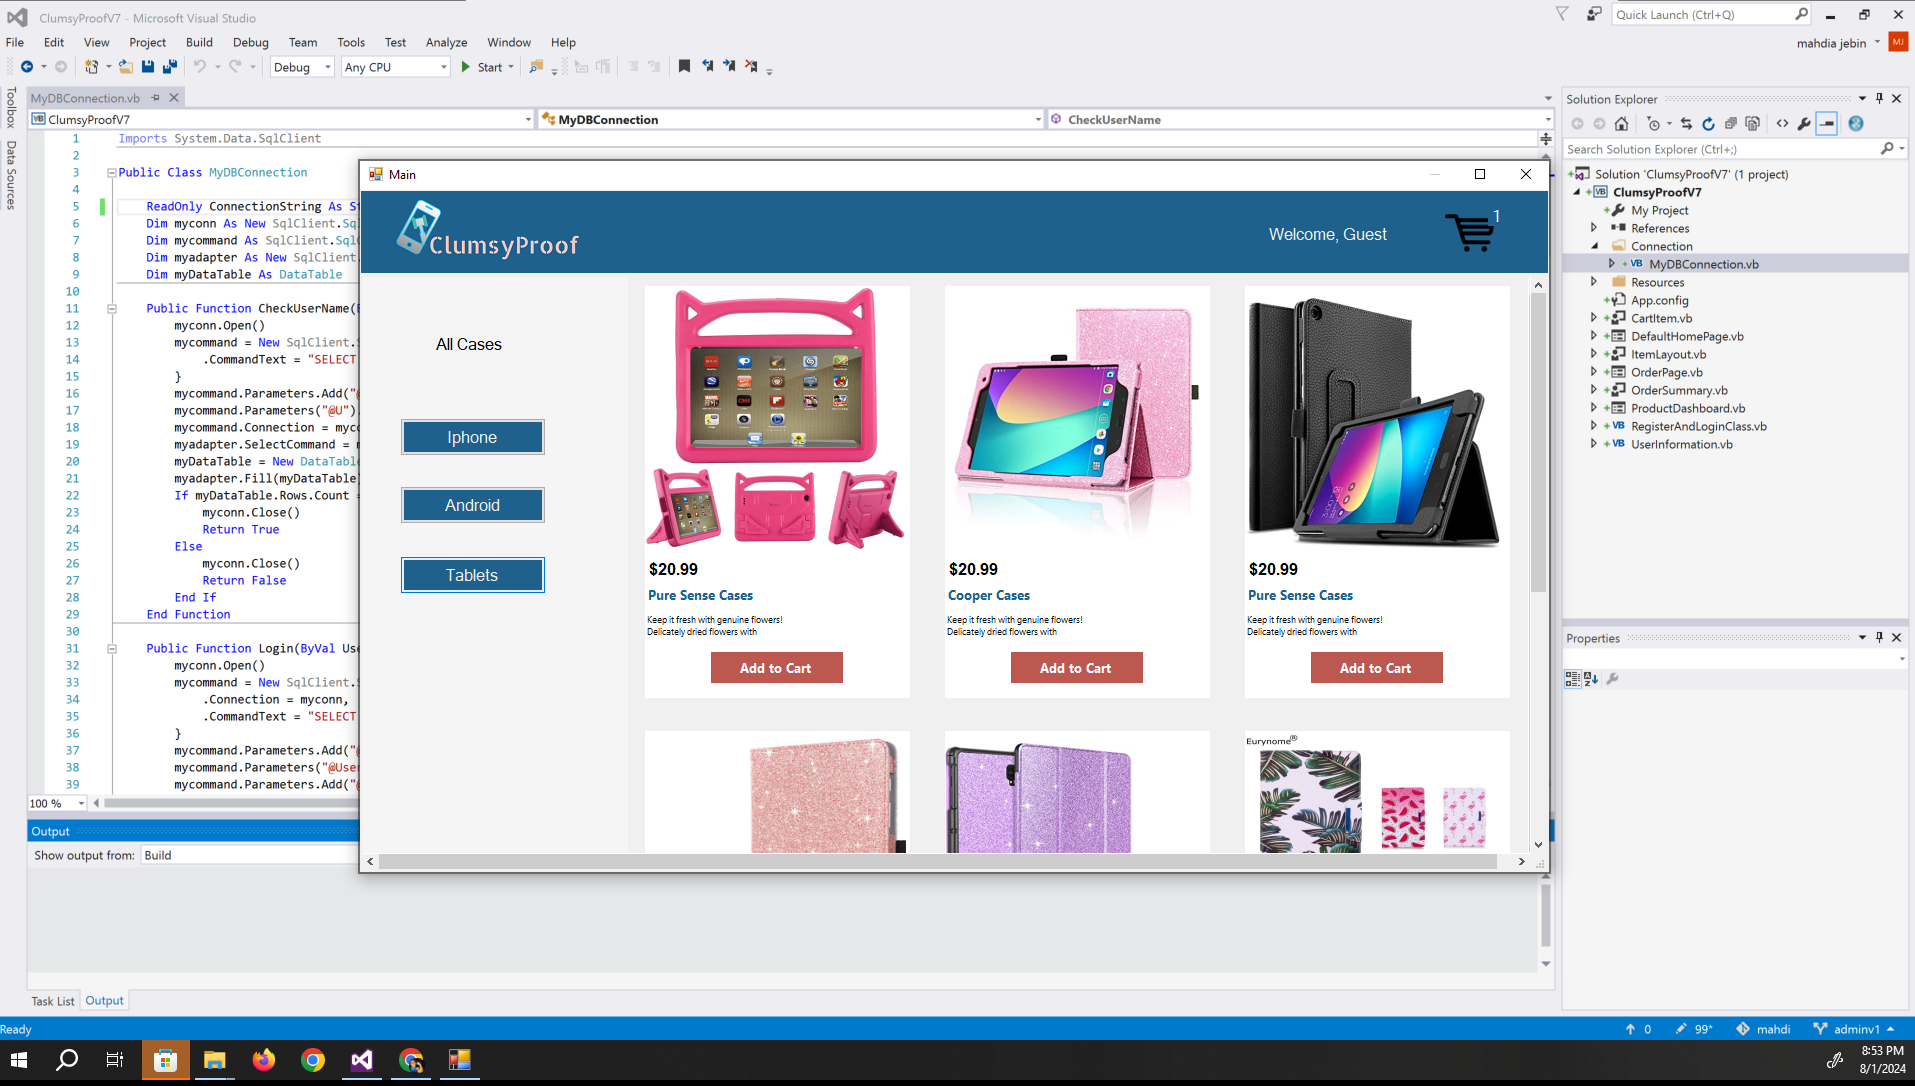 ClumsyProofV7 - Microsoft Visual Studio
Quick Launch (Ctrl+Q)
File Edit View Project Build Debug Team Tools Test Analyze Window Help
mahdia jebin
MJ
Debug
Any CPU
Start
Toolbox
Data Sources
MyDBConnection.vb
ClumsyProofV7
MyDBConnection
CheckUserName
1 Imports System.Data.SqlClient
2
3 Public Class MyDBConnection
4
5 ReadOnly ConnectionString As
6 Dim myconn As New SqlClient.
7 Dim mycommand As
8 Dim myadapter As New SqlClient.
9 Dim myDataTable As DataTable
10
11 Public Function CheckUserName(
12 myconn.Open()
13 mycommand = New SqlClient.
14 .CommandText = "SELECT
15 }
16 mycommand.Parameters.Add("@
17 mycommand.Parameters("@U").
18 mycommand.Connection =
19 myadapter.SelectCommand =
20 myDataTable = New DataTable
21 myadapter.Fill(myDataTable)
22 If myDataTable.Rows.Count =
23 myconn.Close()
24 Return True
25 Else
26 myconn.Close()
27 Return False
28 End If
29 End Function
30
31 Public Function Login(ByVal
32 myconn.Open()
33 mycommand = New SqlClient.
34 .Connection = myconn,
35 .CommandText = "SELECT
36 }
37 mycommand.Parameters.Add("@
38 mycommand.Parameters("@User
39 mycommand.Parameters.Add("@
100 %
Output
Show output from: Build
Task List Output
Main
ClumsyProof
Welcome, Guest
1
All Cases
Iphone
Android
Tablets
$20.99
Pure Sense Cases
Keep it fresh with genuine flowers!
Delicately dried flowers with
Add to Cart
$20.99
Cooper Cases
Keep it fresh with genuine flowers!
Delicately dried flowers with
Add to Cart
$20.99
Pure Sense Cases
Keep it fresh with genuine flowers!
Delicately dried flowers with
Add to Cart
Eurynome®
Solution Explorer
Search Solution Explorer (Ctrl+;)
Solution 'ClumsyProofV7' (1 project)
ClumsyProofV7
My Project
References
Connection
MyDBConnection.vb
Resources
App.config
CartItem.vb
DefaultHomePage.vb
ItemLayout.vb
OrderPage.vb
OrderSummary.vb
ProductDashboard.vb
RegisterAndLoginClass.vb
UserInformation.vb
Properties
Ready
0
99*
mahdi
adminv1
8:53 PM
8/1/2024